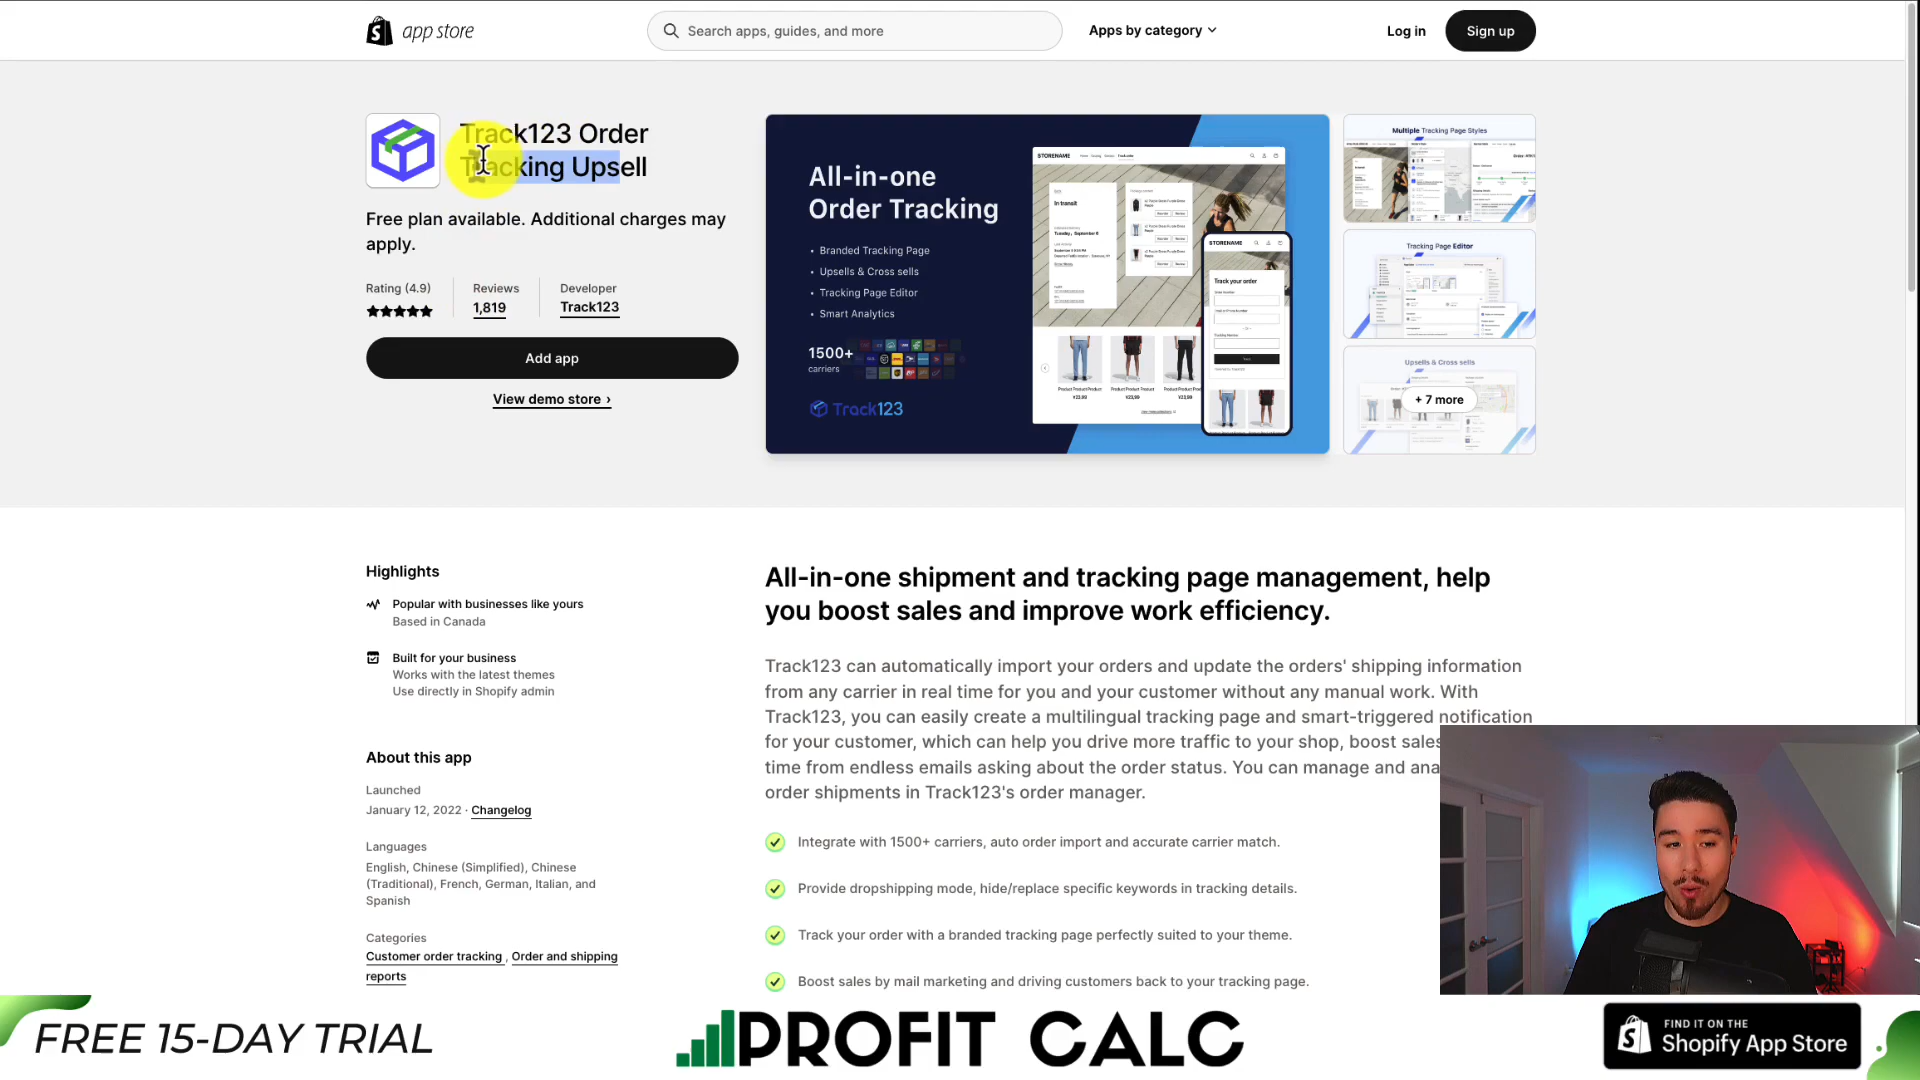 app store
Search apps, guides, and more
Apps by category
Log in
Sign up
Track123 Order
Tracking Upsell
Free plan available. Additional charges may
apply.
Rating (4.9)
Reviews
1,819
Developer
Track123
Add app
View demo store ›
All-in-one
Order Tracking
• Branded Tracking Page
• Upsells & Cross sells
• Tracking Page Editor
• Smart Analytics
1500+
carriers
Track123
STORENAME
In transit
STORENAME
Track your order
Multiple Tracking Page Styles
Tracking Page Editor
Upsells & Cross sells
+ 7 more
Highlights
Popular with businesses like yours
Based in Canada
Built for your business
Works with the latest themes
Use directly in Shopify admin
About this app
Launched
January 12, 2022 · Changelog
Languages
English, Chinese (Simplified), Chinese
(Traditional), French, German, Italian, and
Spanish
Categories
Customer order tracking , Order and shipping
reports
All-in-one shipment and tracking page management, help
you boost sales and improve work efficiency.
Track123 can automatically import your orders and update the orders' shipping information
from any carrier in real time for you and your customer without any manual work. With
Track123, you can easily create a multilingual tracking page and smart-triggered notification
for your customer, which can help you drive more traffic to your shop, boost sales
time from endless emails asking about the order status. You can manage and ana
order shipments in Track123's order manager.
Integrate with 1500+ carriers, auto order import and accurate carrier match.
Provide dropshipping mode, hide/replace specific keywords in tracking details.
Track your order with a branded tracking page perfectly suited to your theme.
Boost sales by mail marketing and driving customers back to your tracking page.
FREE 15-DAY TRIAL
PROFIT CALC
FIND IT ON THE
Shopify App Store